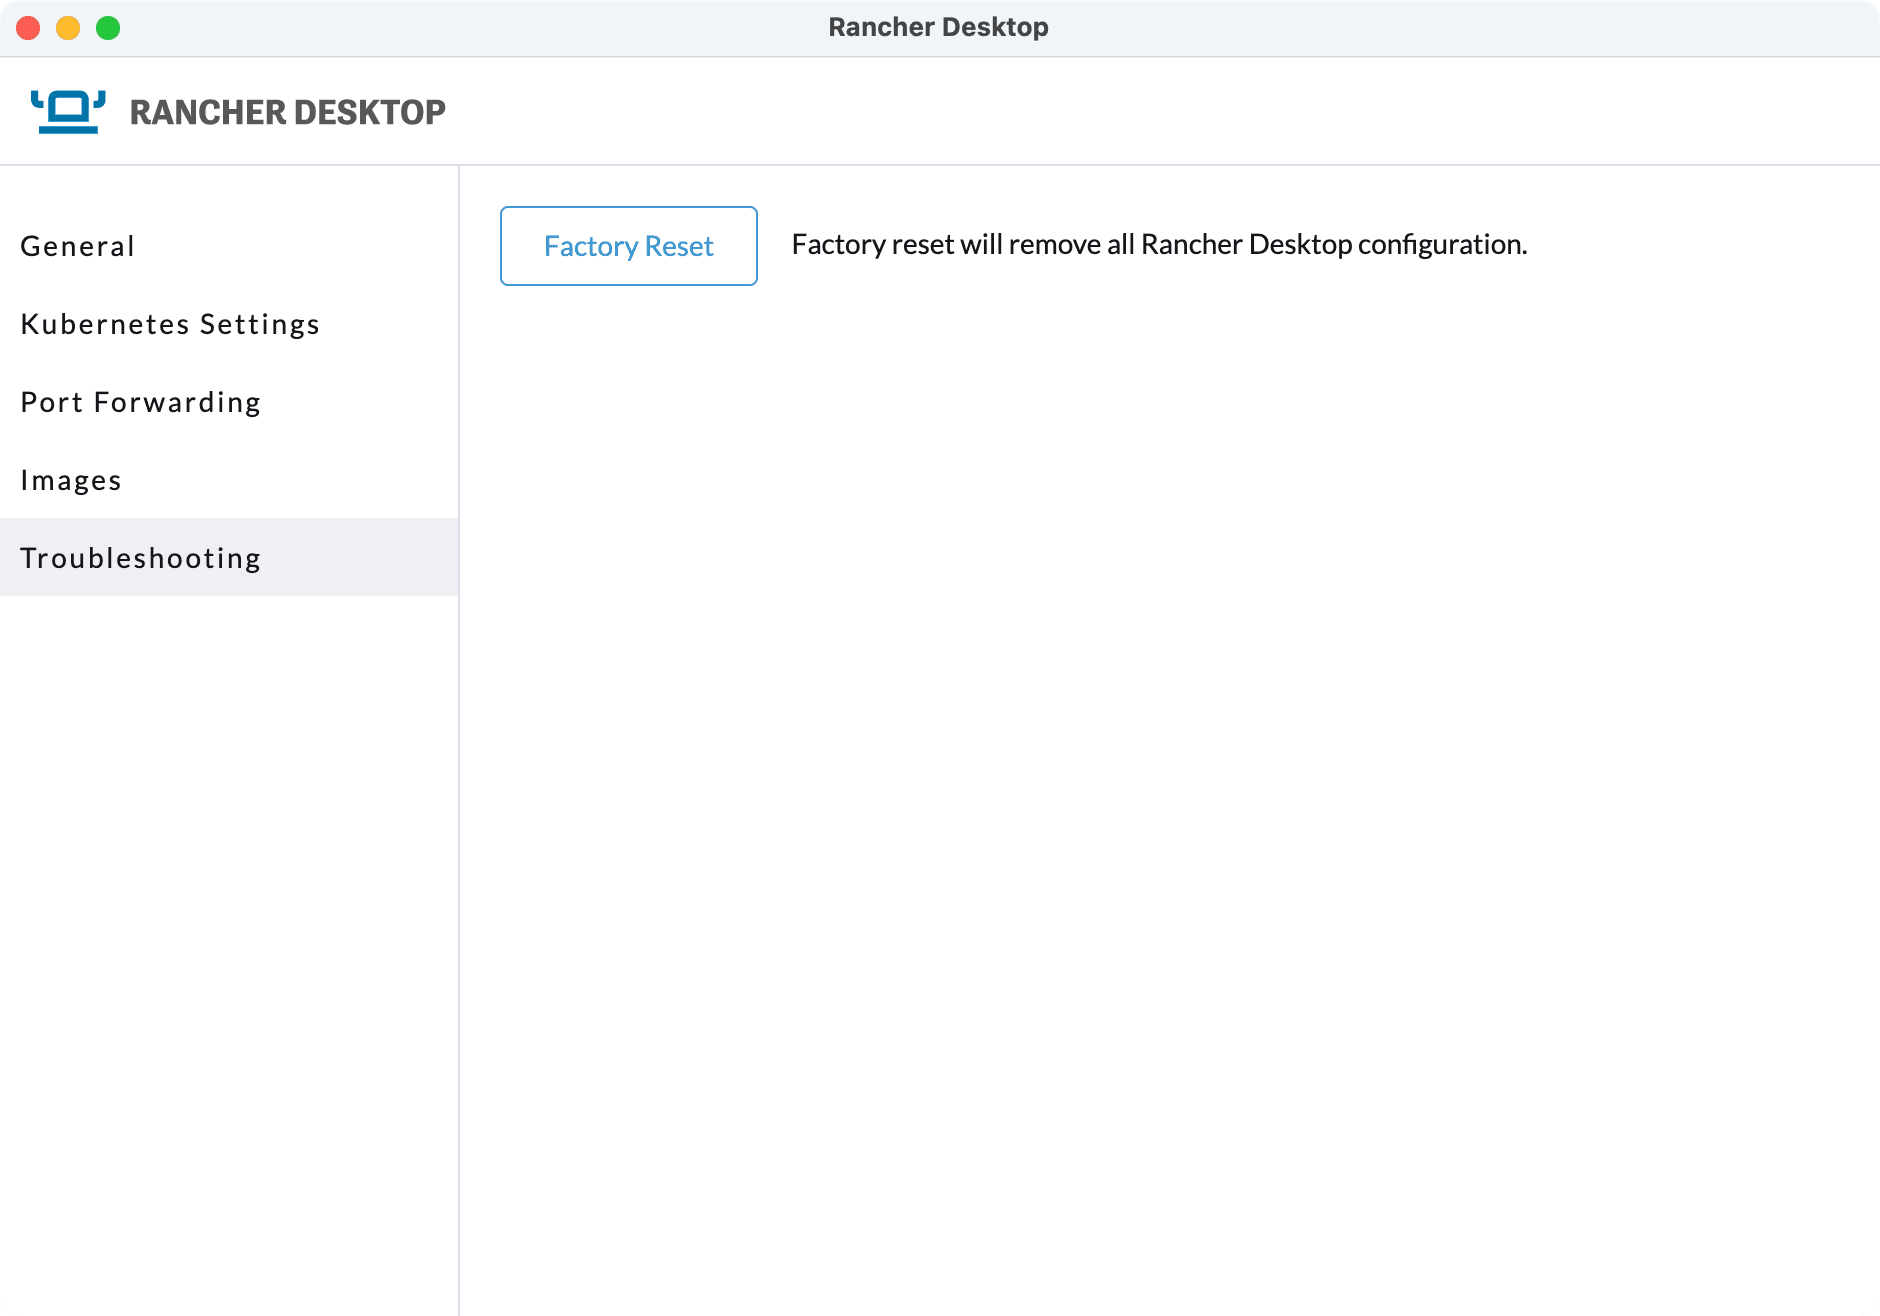 Rancher Desktop
RANCHER DESKTOP
General
Kubernetes Settings
Port Forwarding
Images
Troubleshooting
Factory Reset
Factory reset will remove all Rancher Desktop configuration.